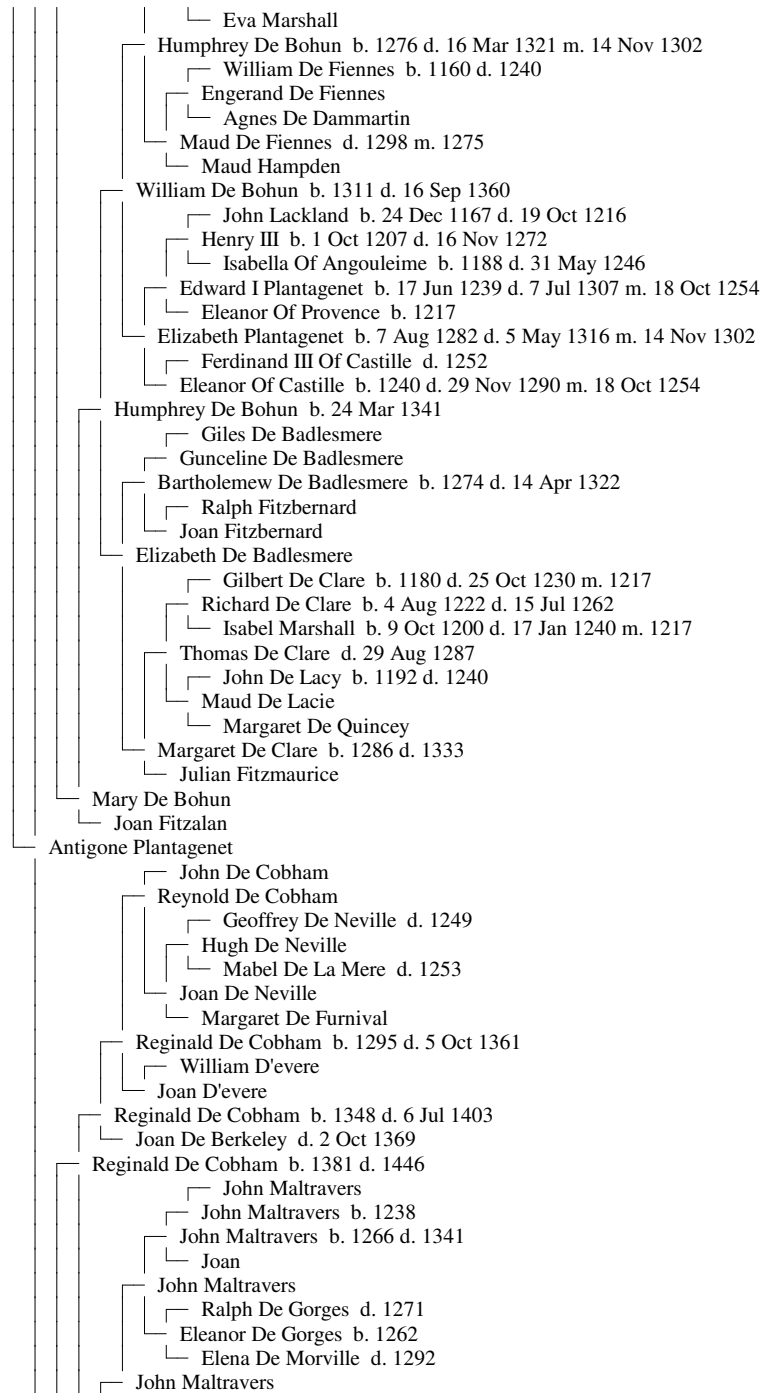 Eva Marshall
Humphrey De Bohun b. 1276 d. 16 Mar 1321 m. 14 Nov 1302
William De Fiennes b. 1160 d. 1240
Engerand De Fiennes
Agnes De Dammartin
Maud De Fiennes d. 1298 m. 1275
Maud Hampden
William De Bohun b. 1311 d. 16 Sep 1360
John Lackland b. 24 Dec 1167 d. 19 Oct 1216
Henry III b. 1 Oct 1207 d. 16 Nov 1272
Isabella Of Angouleime b. 1188 d. 31 May 1246
Edward I Plantagenet b. 17 Jun 1239 d. 7 Jul 1307 m. 18 Oct 1254
Eleanor Of Provence b. 1217
Elizabeth Plantagenet b. 7 Aug 1282 d. 5 May 1316 m. 14 Nov 1302
Ferdinand III Of Castille d. 1252
Eleanor Of Castille b. 1240 d. 29 Nov 1290 m. 18 Oct 1254
Humphrey De Bohun b. 24 Mar 1341
Giles De Badlesmere
Gunceline De Badlesmere
Bartholemew De Badlesmere b. 1274 d. 14 Apr 1322
Ralph Fitzbernard
Joan Fitzbernard
Elizabeth De Badlesmere
Gilbert De Clare b. 1180 d. 25 Oct 1230 m. 1217
Richard De Clare b. 4 Aug 1222 d. 15 Jul 1262
Isabel Marshall b. 9 Oct 1200 d. 17 Jan 1240 m. 1217
Thomas De Clare d. 29 Aug 1287
John De Lacy b. 1192 d. 1240
Maud De Lacie
Margaret De Quincey
Margaret De Clare b. 1286 d. 1333
Julian Fitzmaurice
Mary De Bohun
Joan Fitzalan
Antigone Plantagenet
John De Cobham
Reynold De Cobham
Geoffrey De Neville d. 1249
Hugh De Neville
Mabel De La Mere d. 1253
Joan De Neville
Margaret De Furnival
Reginald De Cobham b. 1295 d. 5 Oct 1361
William D'evere
Joan D'evere
Reginald De Cobham b. 1348 d. 6 Jul 1403
Joan De Berkeley d. 2 Oct 1369
Reginald De Cobham b. 1381 d. 1446
John Maltravers
John Maltravers b. 1238
John Maltravers b. 1266 d. 1341
Joan
John Maltravers
Ralph De Gorges d. 1271
Eleanor De Gorges b. 1262
Elena De Morville d. 1292
John Maltravers